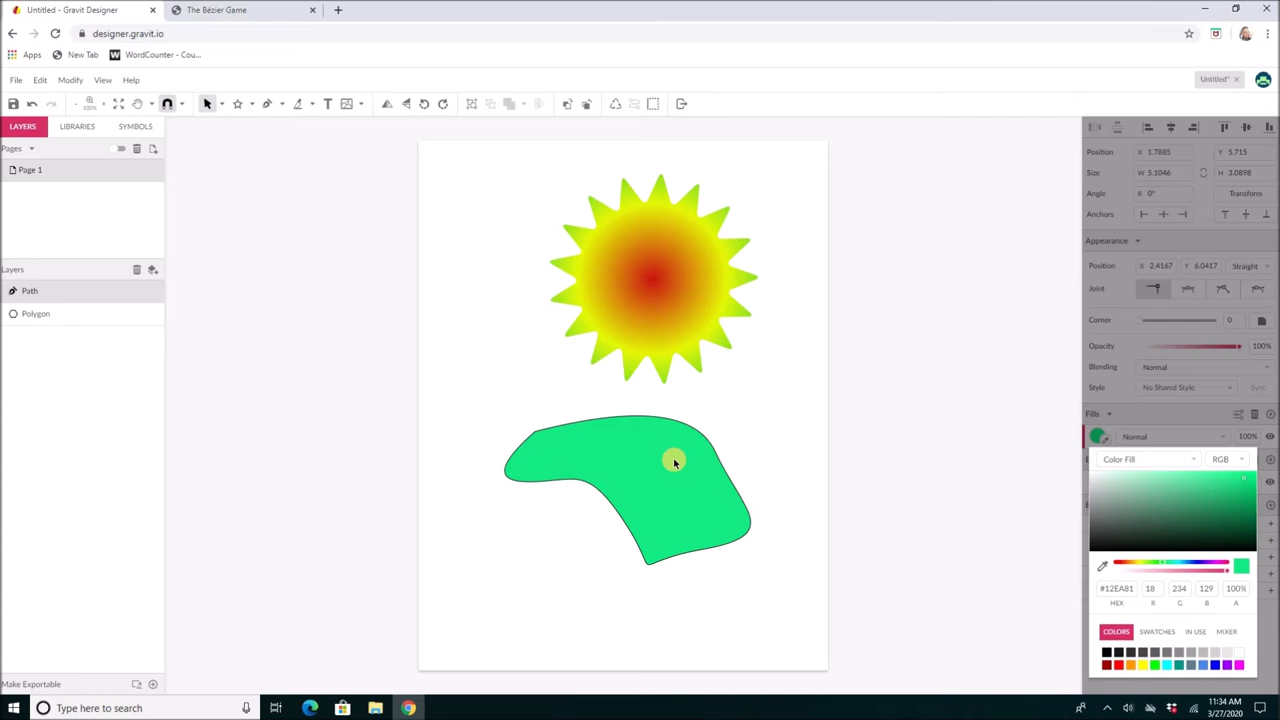 Untitled - Gravit Designer
The Bézier Game
designer.gravit.io
Apps
New Tab
WordCounter - Cou...
File
Edit
Modify
View
Help
Untitled*
100%
LAYERS
LIBRARIES
SYMBOLS
Pages
Page 1
Layers
Path
Polygon
Make Exportable
Position X 1.7885 Y 5.715
Size W 5.1046 H 3.0898
Angle R 0° Transform
Anchors
Appearance
Position X 2.4167 Y 6.0417 Straight
Joint
Corner 0
Opacity 100%
Blending Normal
Style No Shared Style Sync
Fills
Normal 100%
Color Fill RGB
#12EA81 18 234 129 100%
HEX R G B A
COLORS SWATCHES IN USE MIXER
Type here to search
11:34 AM
3/27/2020